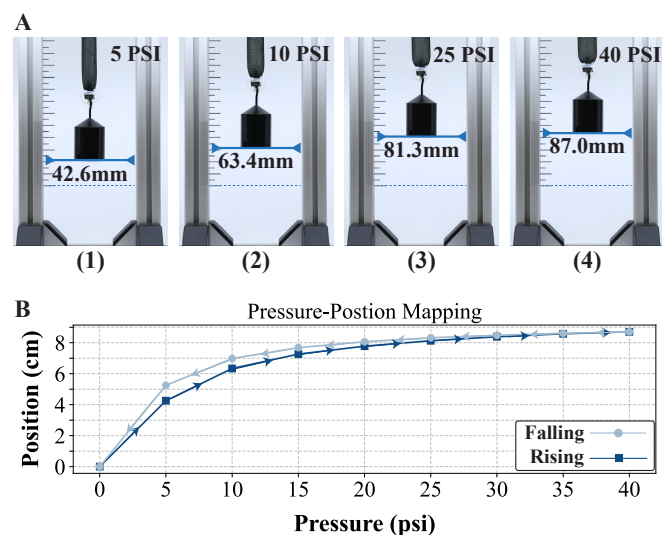 A
5 PSI
10 PSI
25 PSI
40 PSI
42.6mm
63.4mm
81.3mm
87.0mm
(1)
(2)
(3)
(4)
B
Pressure-Postion Mapping
Position (cm)
8
6
4
2
0
Falling
Rising
0 5 10 15 20 25 30 35 40
Pressure (psi)